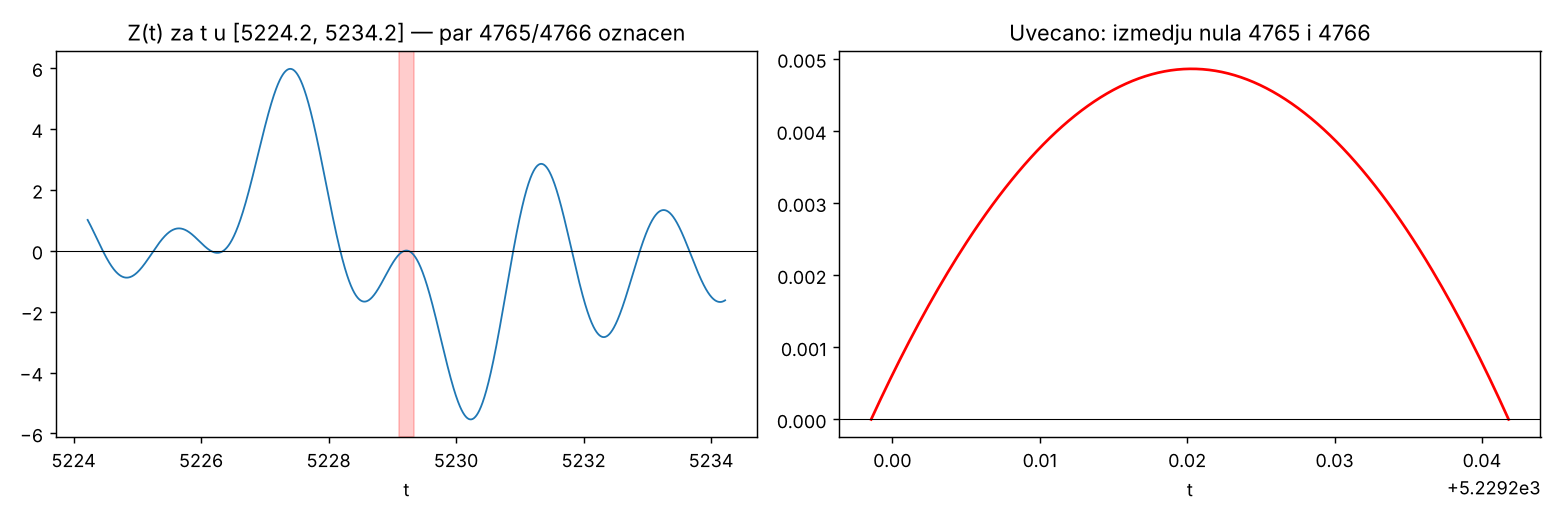 Z(t) za t u [5224.2, 5234.2] — par 4765/4766 oznacen
6
4
2
0
−2
−4
−6
5224 5226 5228 5230 5232 5234
t
Uvecano: izmedju nula 4765 i 4766
0.005
0.004
0.003
0.002
0.001
0.000
0.00 0.01 0.02 0.03 0.04
t
+5.2292e3